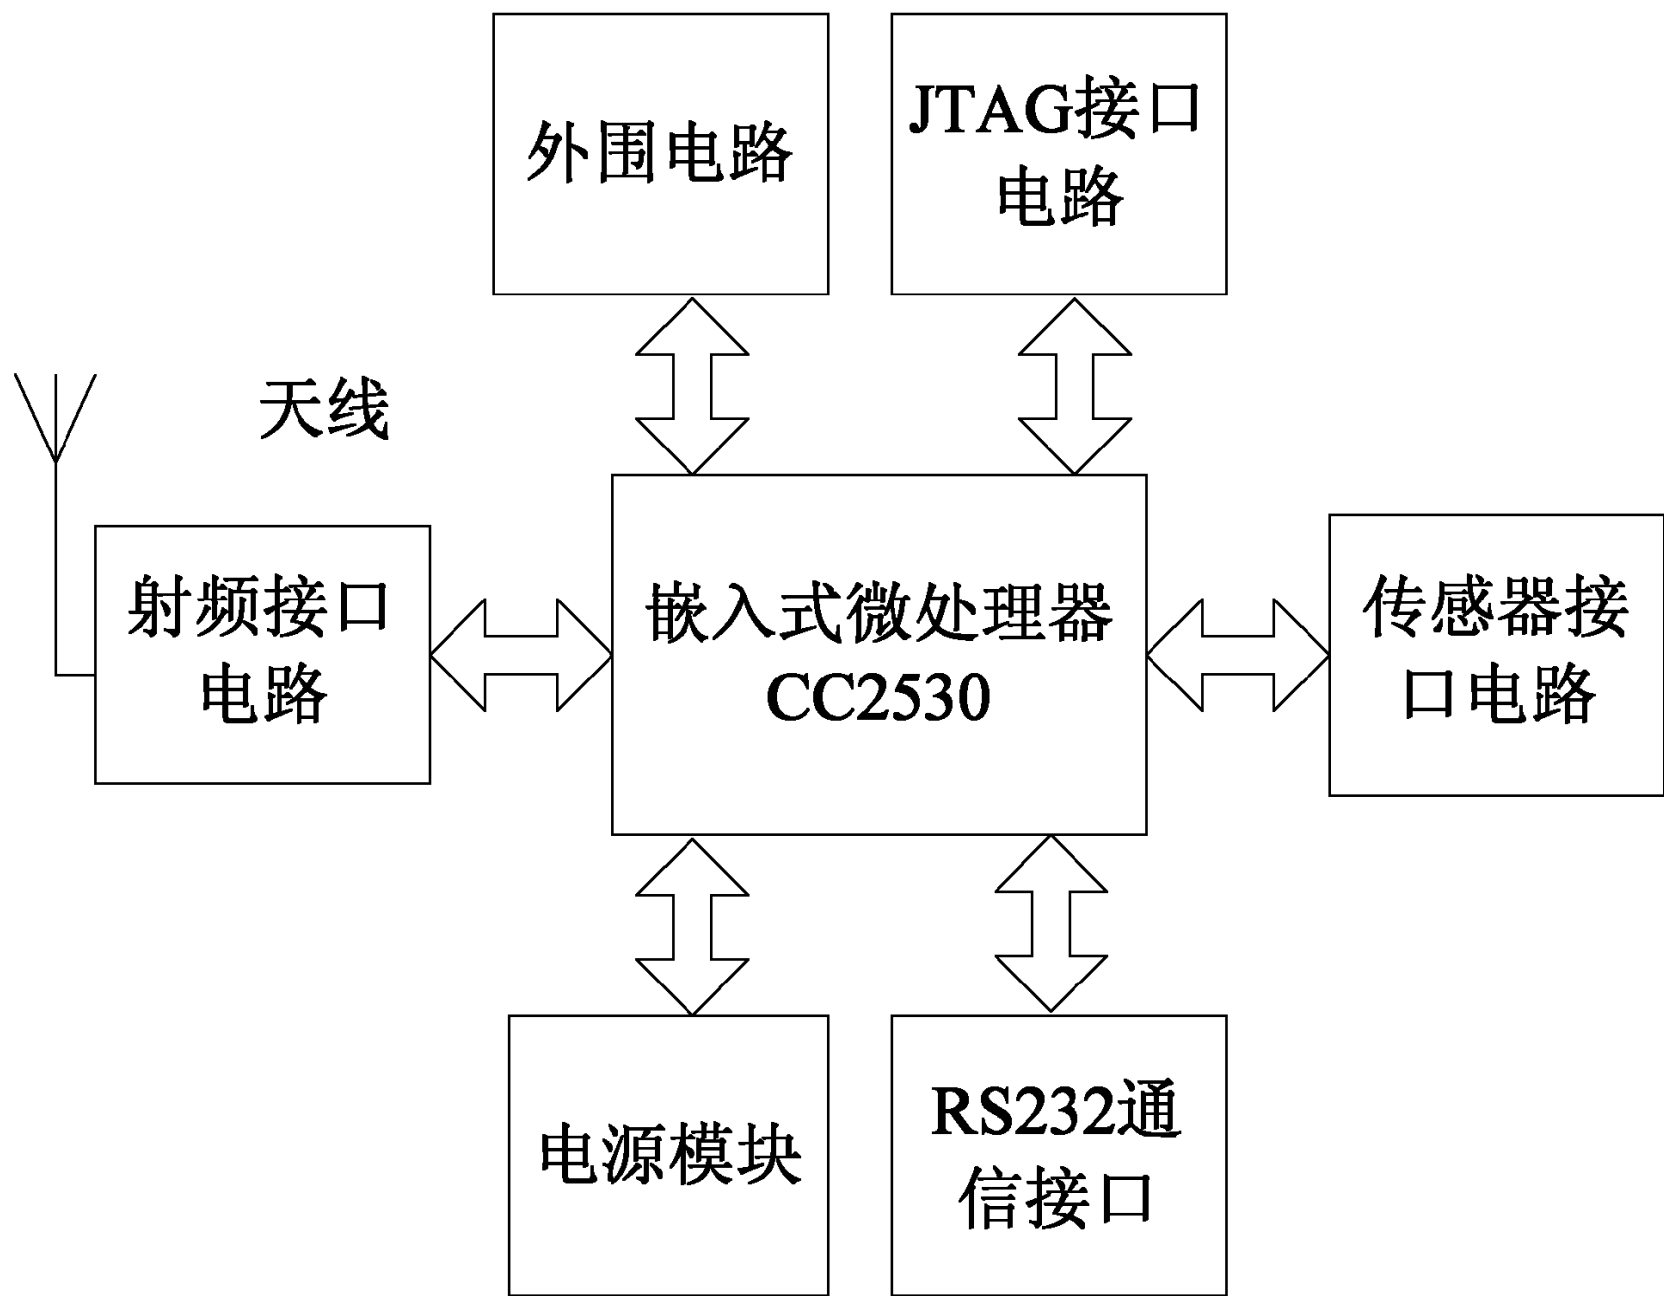 外围电路
JTAG接口
电路
天线
射频接口
电路
嵌入式微处理器
CC2530
传感器接
口电路
电源模块
RS232通
信接口